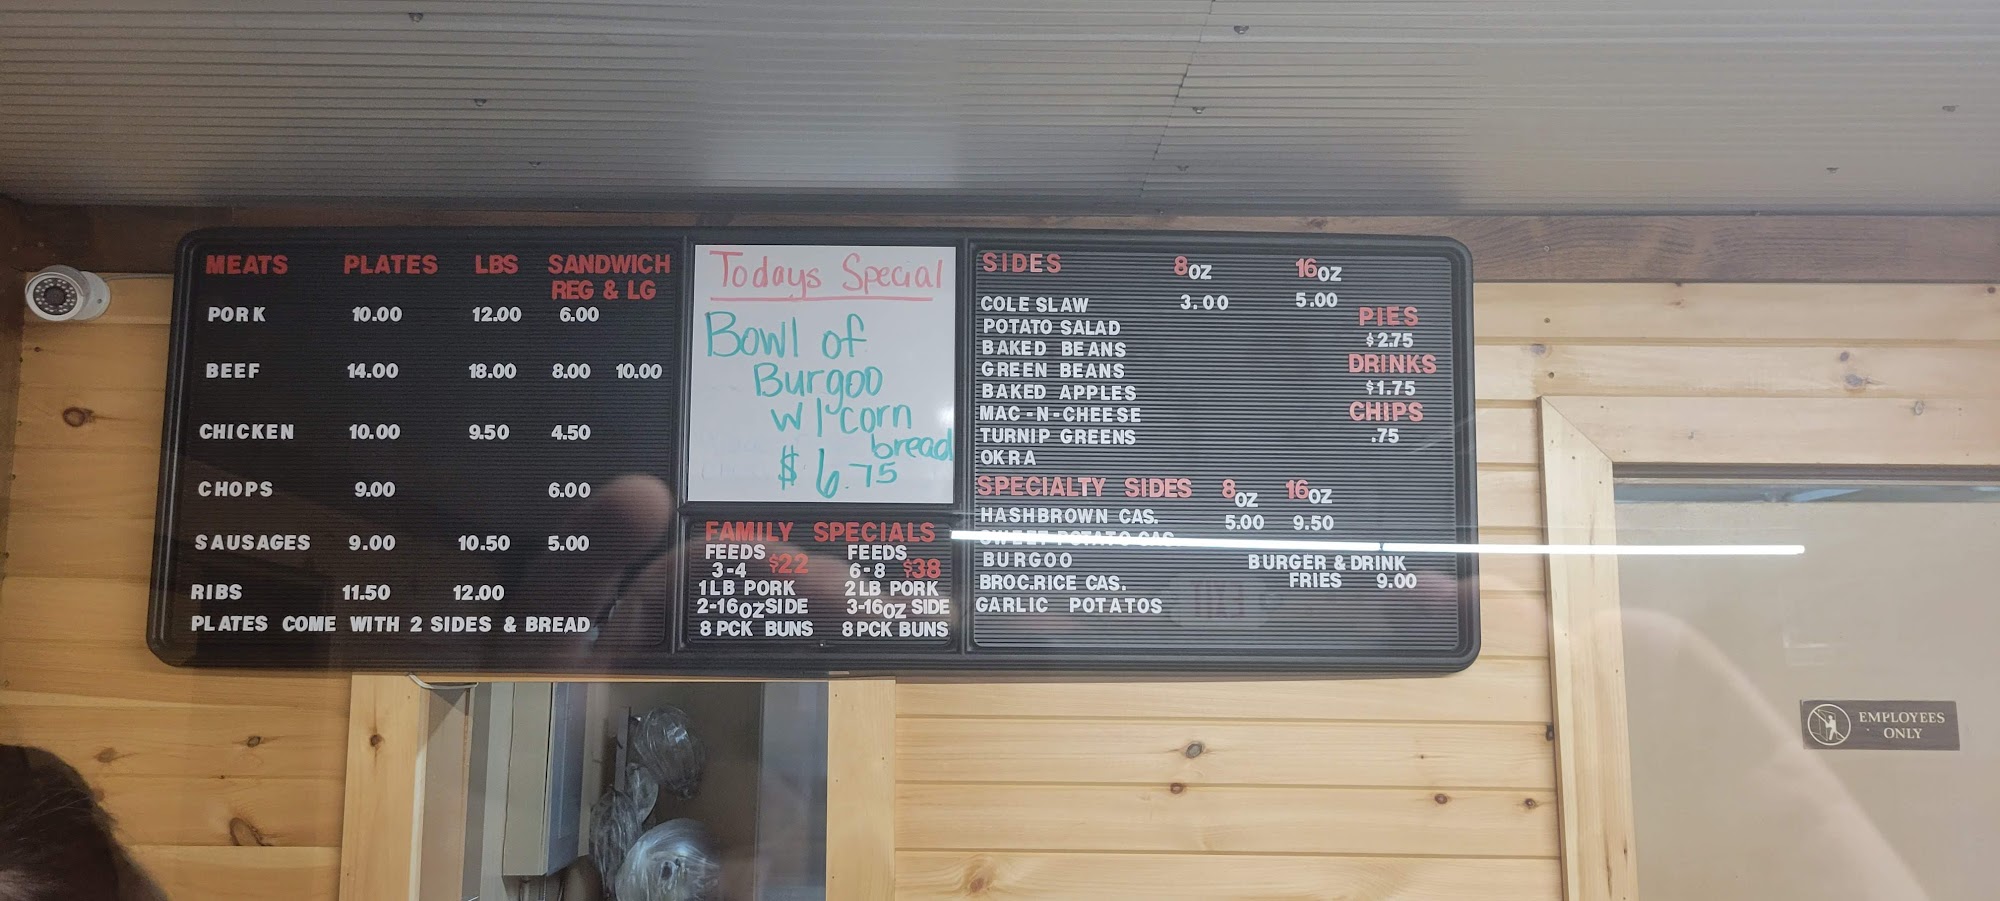 MEATS PLATES LBS SANDWICH
REG & LG
PORK 10.00 12.00 6.00
BEEF 14.00 18.00 8.00 10.00
CHICKEN 10.00 9.50 4.50
CHOPS 9.00 6.00
SAUSAGES 9.00 10.50 5.00
RIBS 11.50 12.00
PLATES COME WITH 2 SIDES & BREAD
Todays Special
Bowl of
Burgoo
w/ corn
bread
$6.75
FAMILY SPECIALS
FEEDS
3-4 $22
1LB PORK
2-16OZ SIDE
8 PCK BUNS
FEEDS
6-8 $38
2LB PORK
3-16OZ SIDE
8 PCK BUNS
SIDES 8OZ 16OZ
COLE SLAW 3.00 5.00
POTATO SALAD
BAKED BEANS
GREEN BEANS
BAKED APPLES
MAC-N-CHEESE
TURNIP GREENS
OKRA
PIES
$2.75
DRINKS
$1.75
CHIPS
.75
SPECIALTY SIDES 8OZ 16OZ
HASHBROWN CAS. 5.00 9.50
SWEET POTATO CAS.
BURGOO
BROC.RICE CAS.
GARLIC POTATOS
BURGER & DRINK
FRIES 9.00
EMPLOYEES
ONLY